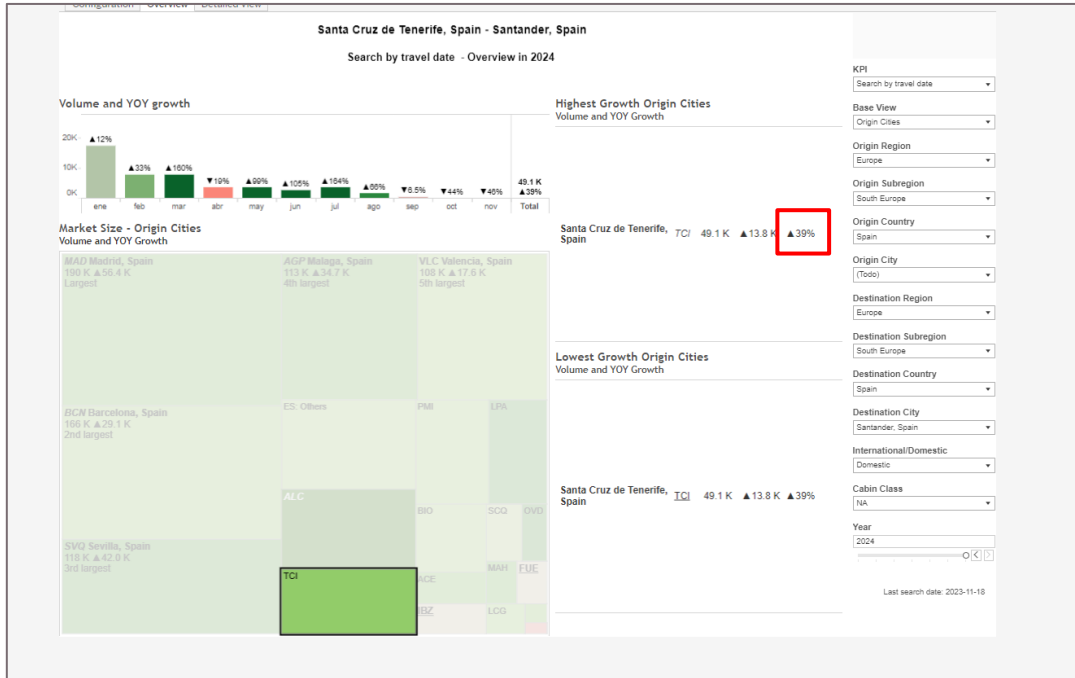 Configuration Overview Detailed View
Santa Cruz de Tenerife, Spain - Santander, Spain
Search by travel date - Overview in 2024
Volume and YOY growth
20K
10K
0K
▲12%
▲33%
▲160%
▼19%
▲99%
▲105%
▲164%
▲66%
▼6.5%
▼44%
▼46%
49.1 K
▲39%
ene feb mar abr may jun jul ago sep oct nov Total
Market Size - Origin Cities
Volume and YOY Growth
MAD Madrid, Spain
190 K ▲56.4 K
Largest
AGP Malaga, Spain
113 K ▲34.7 K
4th largest
VLC Valencia, Spain
108 K ▲17.6 K
5th largest
BCN Barcelona, Spain
166 K ▲29.1 K
2nd largest
ES: Others
PMI
LPA
ALC
BIO
SCQ
OVD
SVQ Sevilla, Spain
118 K ▲42.0 K
3rd largest
TCI
ACE
MAH
FUE
IBZ
LCG
Highest Growth Origin Cities
Volume and YOY Growth
Santa Cruz de Tenerife, TCI 49.1 K ▲13.8 K ▲39%
Spain
Lowest Growth Origin Cities
Volume and YOY Growth
Santa Cruz de Tenerife, TCI 49.1 K ▲13.8 K ▲39%
Spain
KPI
Search by travel date
Base View
Origin Cities
Origin Region
Europe
Origin Subregion
South Europe
Origin Country
Spain
Origin City
(Todo)
Destination Region
Europe
Destination Subregion
South Europe
Destination Country
Spain
Destination City
Santander, Spain
International/Domestic
Domestic
Cabin Class
NA
Year
2024
Last search date: 2023-11-18